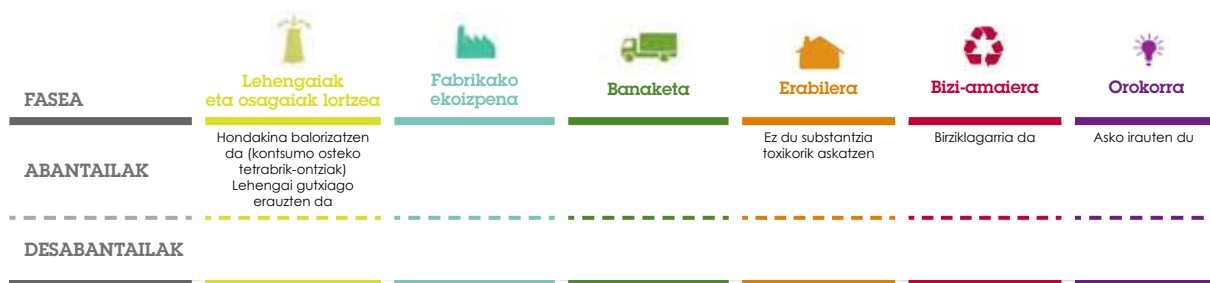 FASEA
Lehengaiak
eta osagaiak lortzea
Fabrikako
ekoizpena
Banaketa
Erabilera
Bizi-amaiera
Orokorra
ABANTAILAK
Hondakina balorizatzen
da (kontsumo osteko
tetrabrik-ontziak)
Lehengai gutxiago
erauzten da
Ez du substantzia
toxikorik askatzen
Birziklagarria da
Asko irauten du
DESABANTAILAK